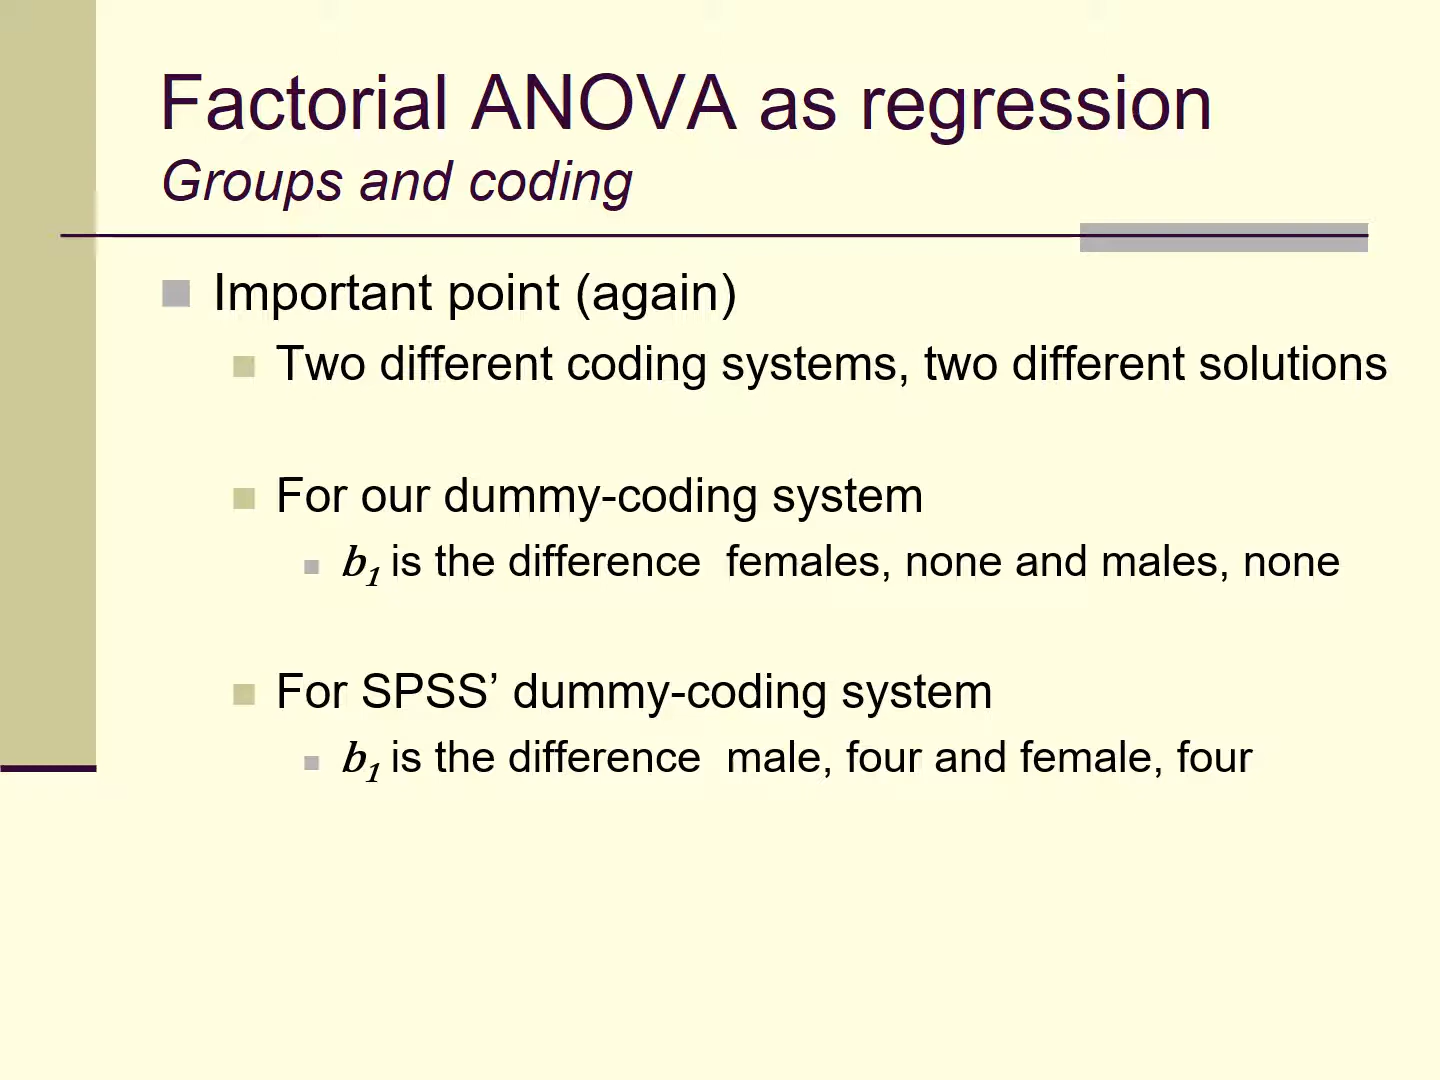 Factorial ANOVA as regression
Groups and coding
Important point (again)
Two different coding systems, two different solutions
For our dummy-coding system
b1 is the difference  females, none and males, none
For SPSS’ dummy-coding system
b1 is the difference  male, four and female, four